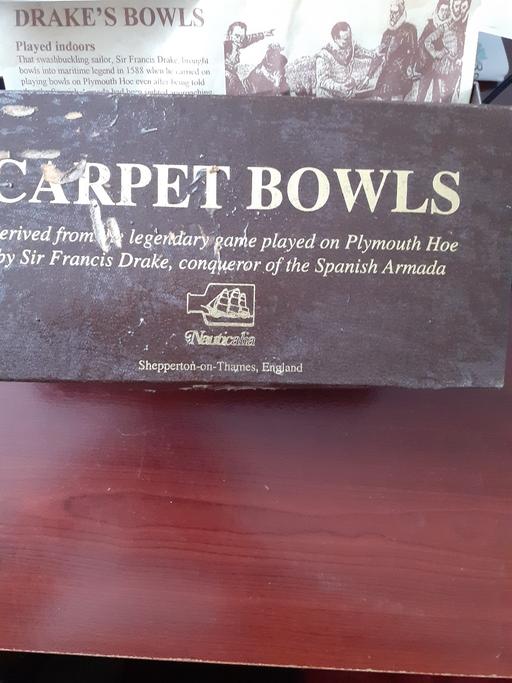 DRAKE'S BOWLS
Played indoors
That swashbuckling sailor, Sir Francis Drake, brought
bowls into maritime legend in 1588 when he carried on
playing bowls on Plymouth Hoe even after being told
CARPET BOWLS
erived from the legendary game played on Plymouth Hoe
by Sir Francis Drake, conqueror of the Spanish Armada
Nauticalia
Shepperton-on-Thames, England